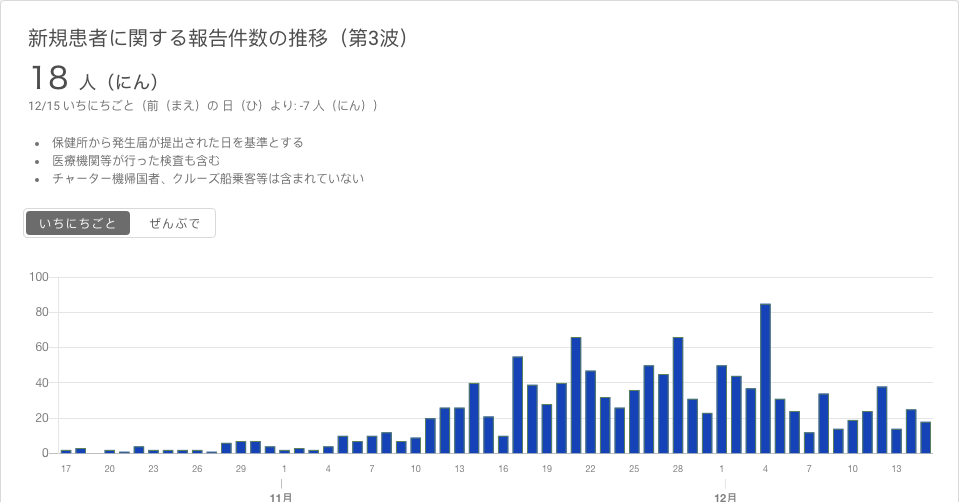 新規患者に関する報告件数の推移（第3波）
18 人（にん）
12/15 いちにちごと（前（まえ）の 日（ひ）より: -7 人（にん））
保健所から発生届が提出された日を基準とする
医療機関等が行った検査も含む
チャーター機帰国者、クルーズ船乗客等は含まれていない
いちにちごと ぜんぶで
100
80
60
40
20
0
17 20 23 26 29 1 4 7 10 13 16 19 22 25 28 1 4 7 10 13
11月 12月